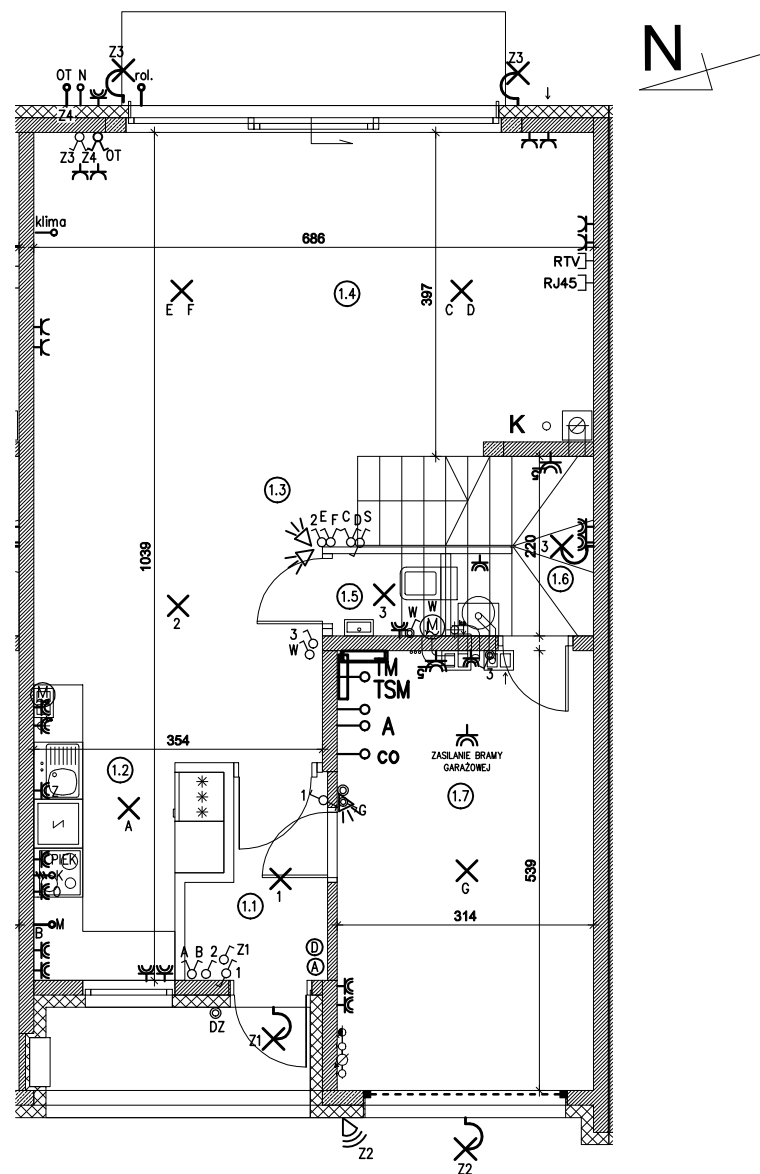 N
Z3
Z3
OT N
rol.
Z4
Z3 Z4 OT
klima
686
RTV
RJ45
1.4
E F
C D
397
K
1.3
2 E F C D S
1039
3
220
1.6
1.5
3
W
W
M
2
3
W
TM
TSM
3
M
A
354
co
ZASILANIE BRAMY
GARAŻOWEJ
1.2
Z
1.7
1
G
A
PIEK
K
1
G
539
1.1
314
M
B
A B 2 Z1
1
D
A
DZ
Z1
Z2
Z2